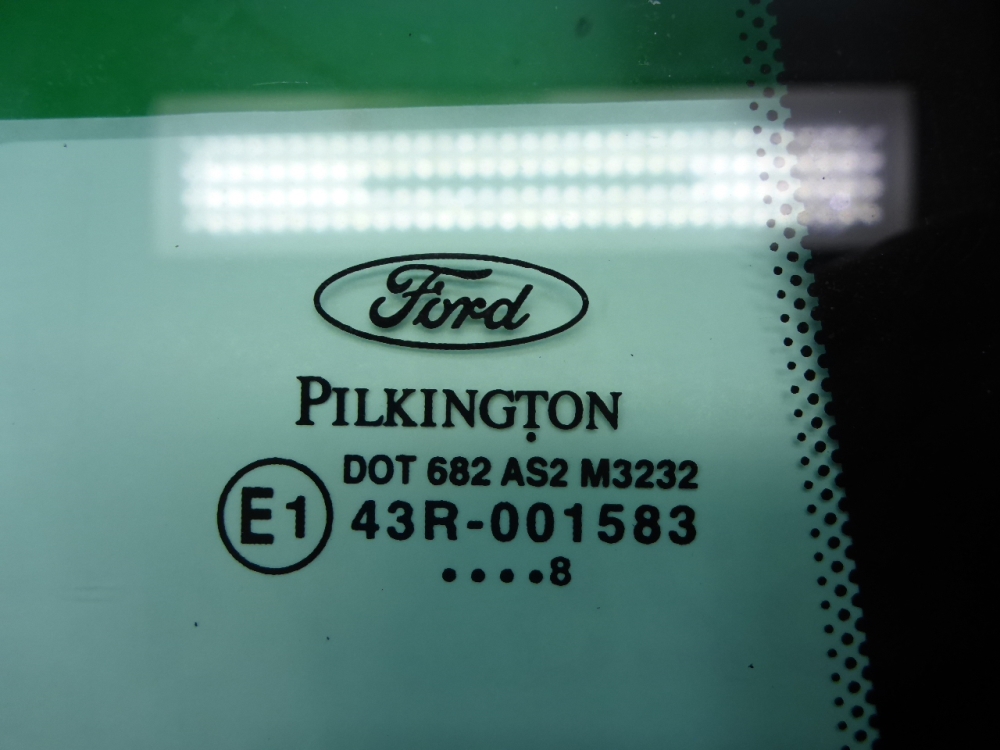 Ford
PILKINGTON
DOT 682 AS2 M3232
E1 43R-001583
....8